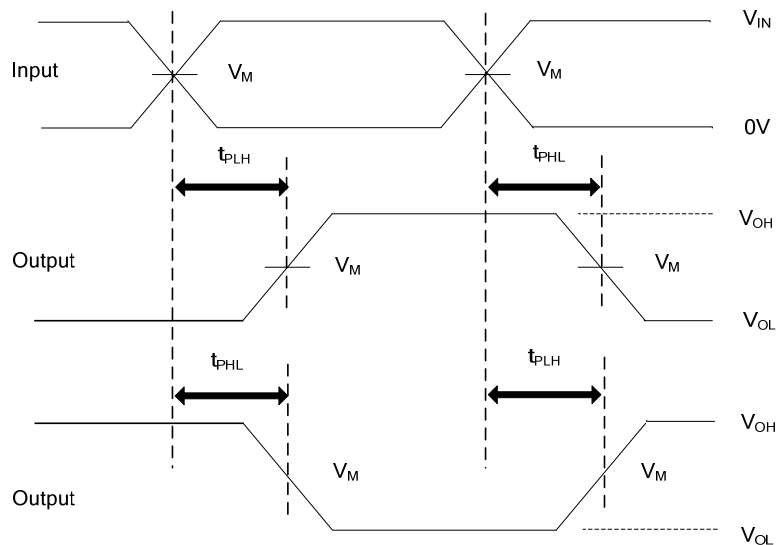 V_IN
Input V_M V_M
0V
t_PLH t_PHL
V_OH
Output V_M V_M
V_OL
t_PHL t_PLH
V_OH
Output V_M V_M
V_OL